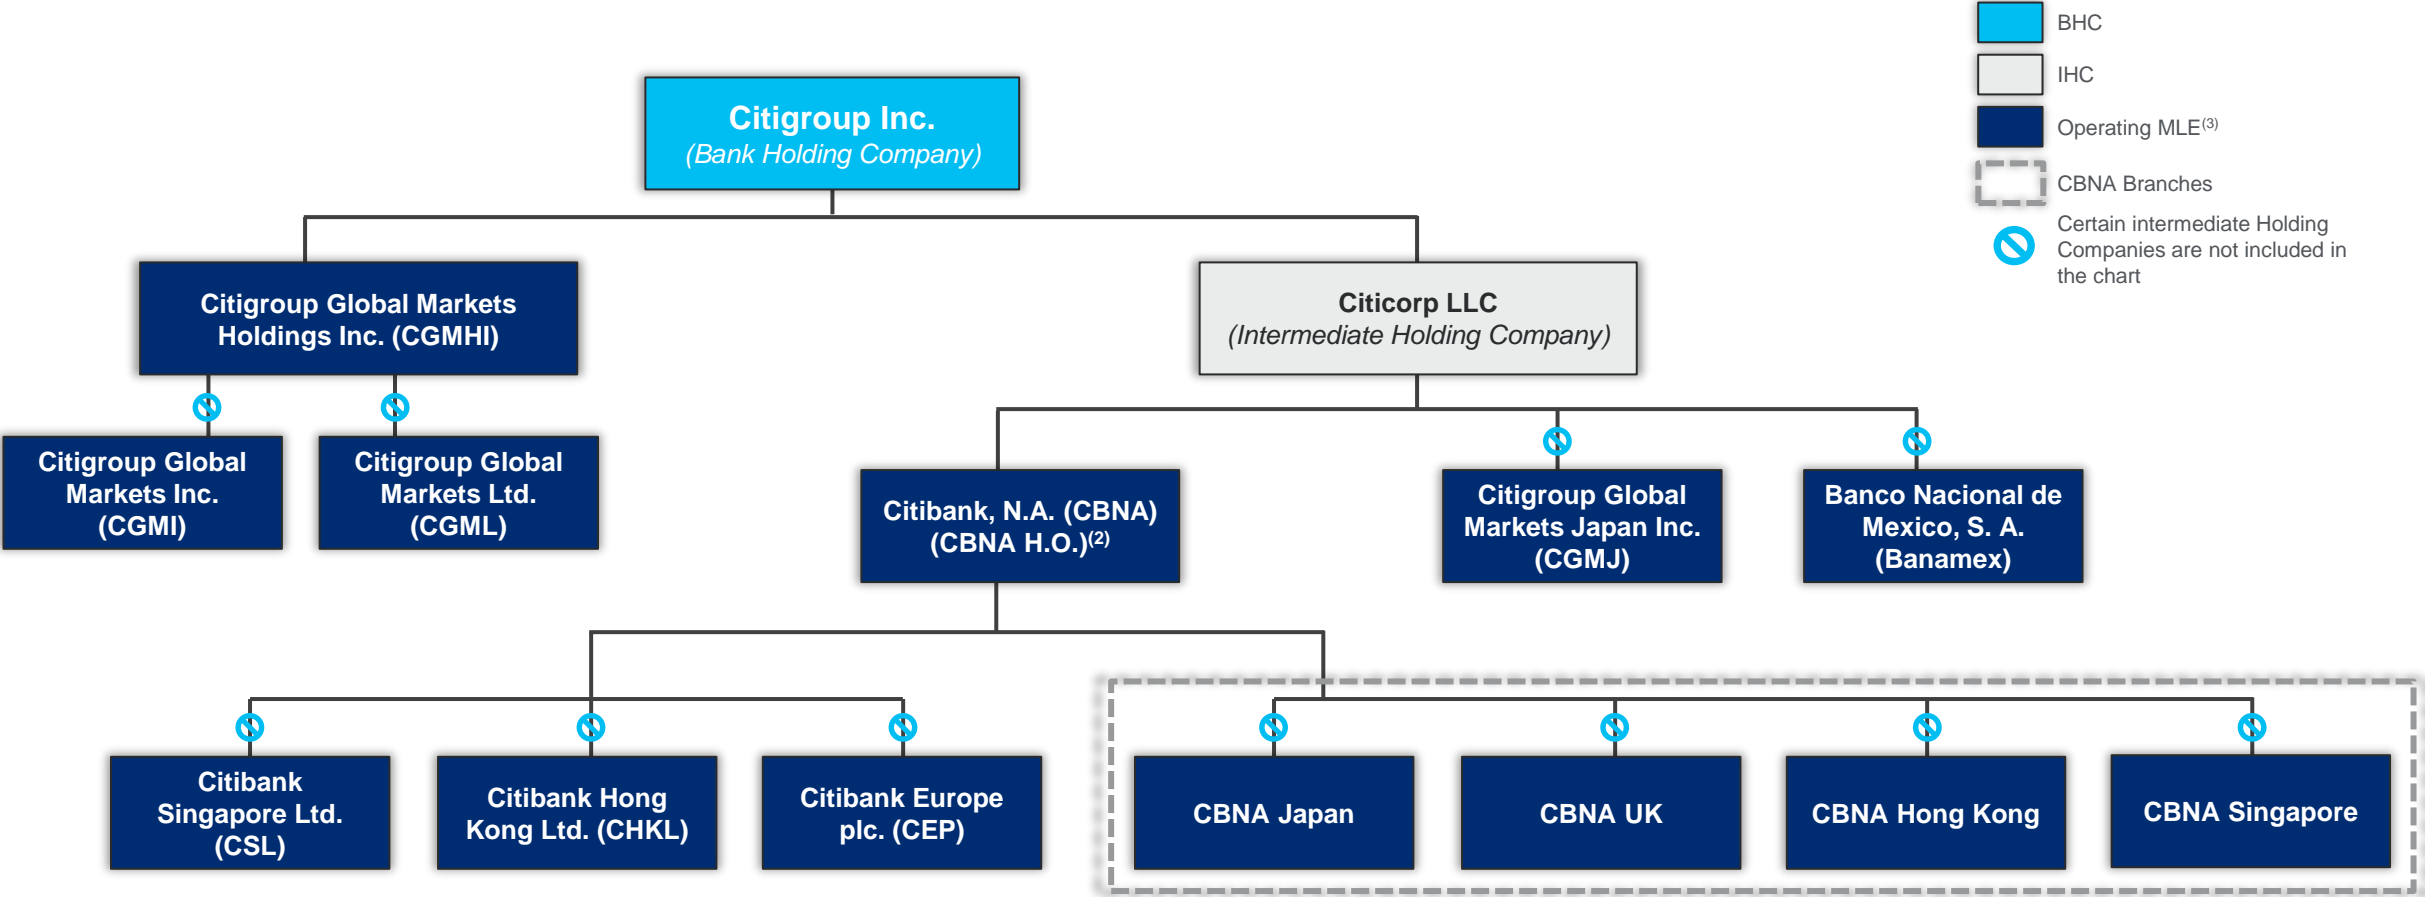 BHC
IHC
Operating MLE(3)
CBNA Branches
Certain intermediate Holding
Companies are not included in
the chart
Citigroup Inc.
(Bank Holding Company)
Citigroup Global Markets
Holdings Inc. (CGMHI)
Citicorp LLC
(Intermediate Holding Company)
Citigroup Global
Markets Inc.
(CGMI)
Citigroup Global
Markets Ltd.
(CGML)
Citibank, N.A. (CBNA)
(CBNA H.O.)(2)
Citigroup Global
Markets Japan Inc.
(CGMJ)
Banco Nacional de
Mexico, S. A.
(Banamex)
Citibank
Singapore Ltd.
(CSL)
Citibank Hong
Kong Ltd. (CHKL)
Citibank Europe
plc. (CEP)
CBNA Japan
CBNA UK
CBNA Hong Kong
CBNA Singapore